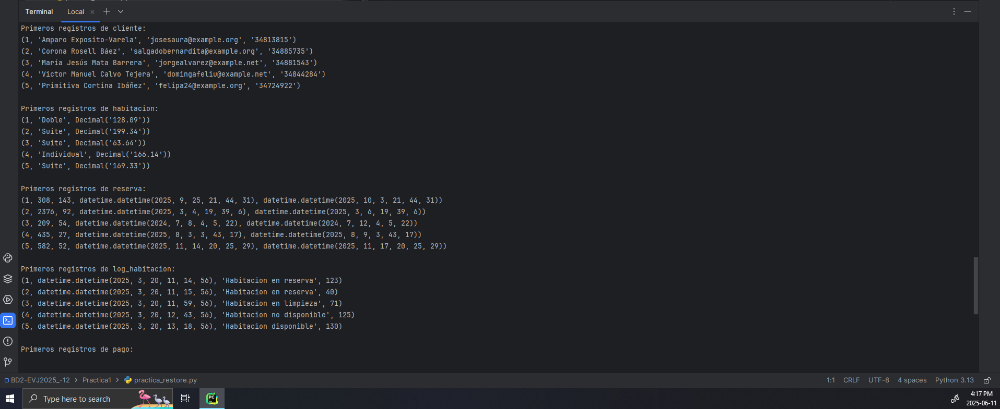 Terminal Local
Primeros registros de cliente:
(1, 'Amparo Exposito-Varela', 'josesaura@example.org', '34813815')
(2, 'Corona Rosell Báez', 'salgadobernardita@example.org', '34885735')
(3, 'María Jesús Mata Barrera', 'jorgealvarez@example.net', '34881543')
(4, 'Victor Manuel Calvo Tejera', 'domingafeliu@example.net', '34844284')
(5, 'Primitiva Cortina Ibáñez', 'felipa24@example.org', '34724922')
Primeros registros de habitacion:
(1, 'Doble', Decimal('128.09'))
(2, 'Suite', Decimal('199.34'))
(3, 'Suite', Decimal('63.64'))
(4, 'Individual', Decimal('166.14'))
(5, 'Suite', Decimal('169.33'))
Primeros registros de reserva:
(1, 308, 143, datetime.datetime(2025, 9, 25, 21, 44, 31), datetime.datetime(2025, 10, 3, 21, 44, 31))
(2, 2376, 92, datetime.datetime(2025, 3, 4, 19, 39, 6), datetime.datetime(2025, 3, 6, 19, 39, 6))
(3, 209, 54, datetime.datetime(2024, 7, 8, 4, 5, 22), datetime.datetime(2024, 7, 12, 4, 5, 22))
(4, 435, 27, datetime.datetime(2025, 8, 3, 3, 43, 17), datetime.datetime(2025, 8, 9, 3, 43, 17))
(5, 582, 52, datetime.datetime(2025, 11, 14, 20, 25, 29), datetime.datetime(2025, 11, 17, 20, 25, 29))
Primeros registros de log_habitacion:
(1, datetime.datetime(2025, 3, 20, 11, 14, 56), 'Habitacion en reserva', 123)
(2, datetime.datetime(2025, 3, 20, 11, 15, 56), 'Habitacion en reserva', 40)
(3, datetime.datetime(2025, 3, 20, 11, 59, 56), 'Habitacion en limpieza', 71)
(4, datetime.datetime(2025, 3, 20, 12, 43, 56), 'Habitacion no disponible', 125)
(5, datetime.datetime(2025, 3, 20, 13, 18, 56), 'Habitacion disponible', 130)
Primeros registros de pago:
BD2-EVJ2025_-12 > Practica1 > practica_restore.py 1:1 CRLF UTF-8 4 spaces Python 3.13
Type here to search PC 4:17 PM
2025-06-11